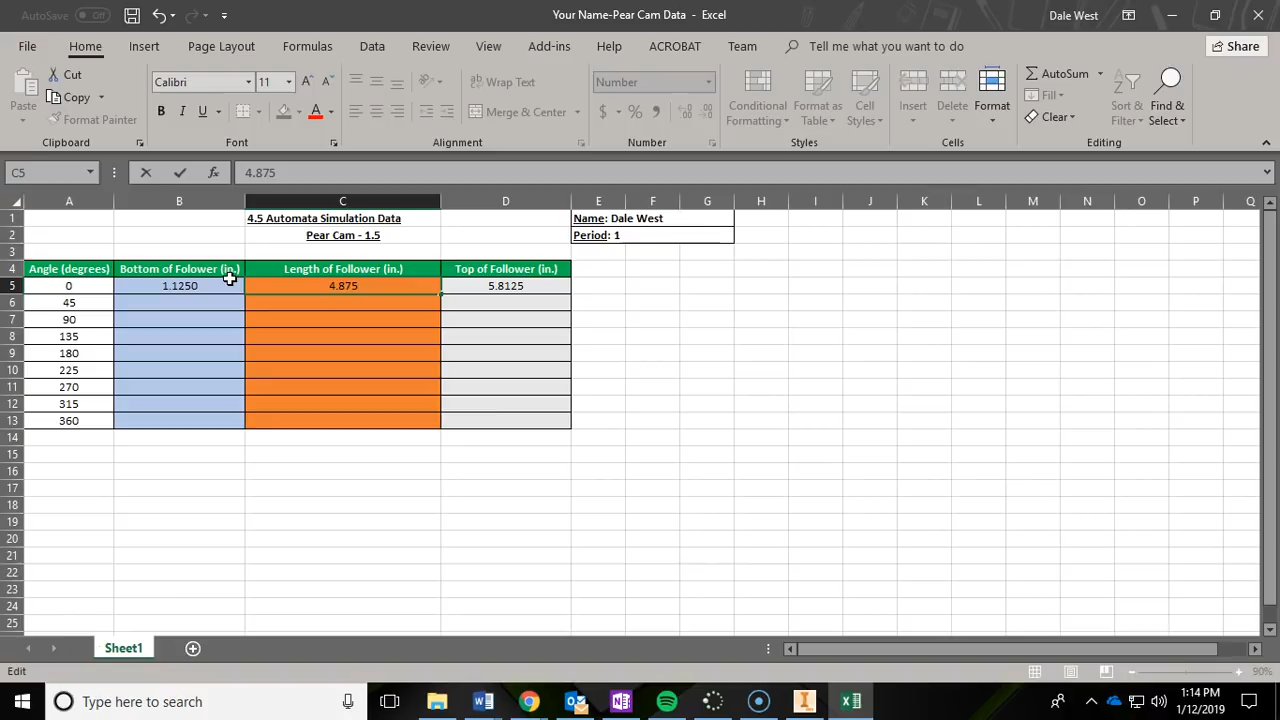 AutoSave Off
Your Name-Pear Cam Data - Excel
Dale West
File Home Insert Page Layout Formulas Data Review View Add-ins Help ACROBAT Team Tell me what you want to do Share
Paste
Cut
Copy
Format Painter
Clipboard
Calibri 11
B I U
Font
Wrap Text
Merge & Center
Alignment
Number
$ % ,
Number
Conditional Formatting
Format as Table
Cell Styles
Styles
Insert Delete Format
Cells
AutoSum
Fill
Clear
Sort & Filter
Find & Select
Editing
C5 fx 4.875
A B C D E F G H I J K L M N O P Q
1 4.5 Automata Simulation Data Name: Dale West
2 Pear Cam - 1.5 Period: 1
3
4 Angle (degrees) Bottom of Folower (in.) Length of Follower (in.) Top of Follower (in.)
5 0 1.1250 4.875 5.8125
6 45
7 90
8 135
9 180
10 225
11 270
12 315
13 360
14
15
16
17
18
19
20
21
22
23
24
25
Sheet1
Edit 90%
Type here to search
1:14 PM
1/12/2019